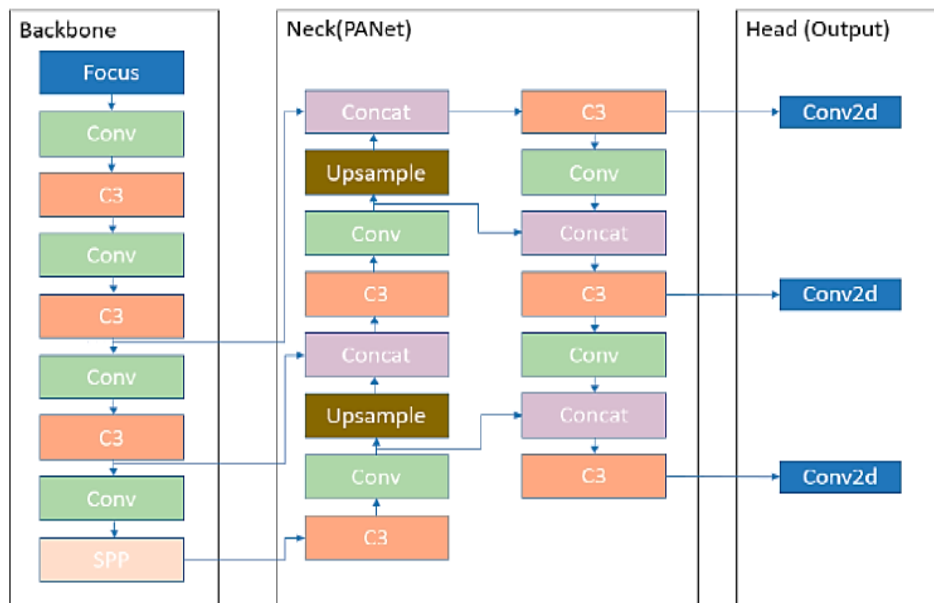 Backbone
Focus
Conv
C3
Conv
C3
Conv
C3
Conv
SPP
Neck(PANet)
Concat
Upsample
Conv
C3
Concat
Upsample
Conv
C3
C3
Conv
Concat
C3
Conv
Concat
C3
Head (Output)
Conv2d
Conv2d
Conv2d